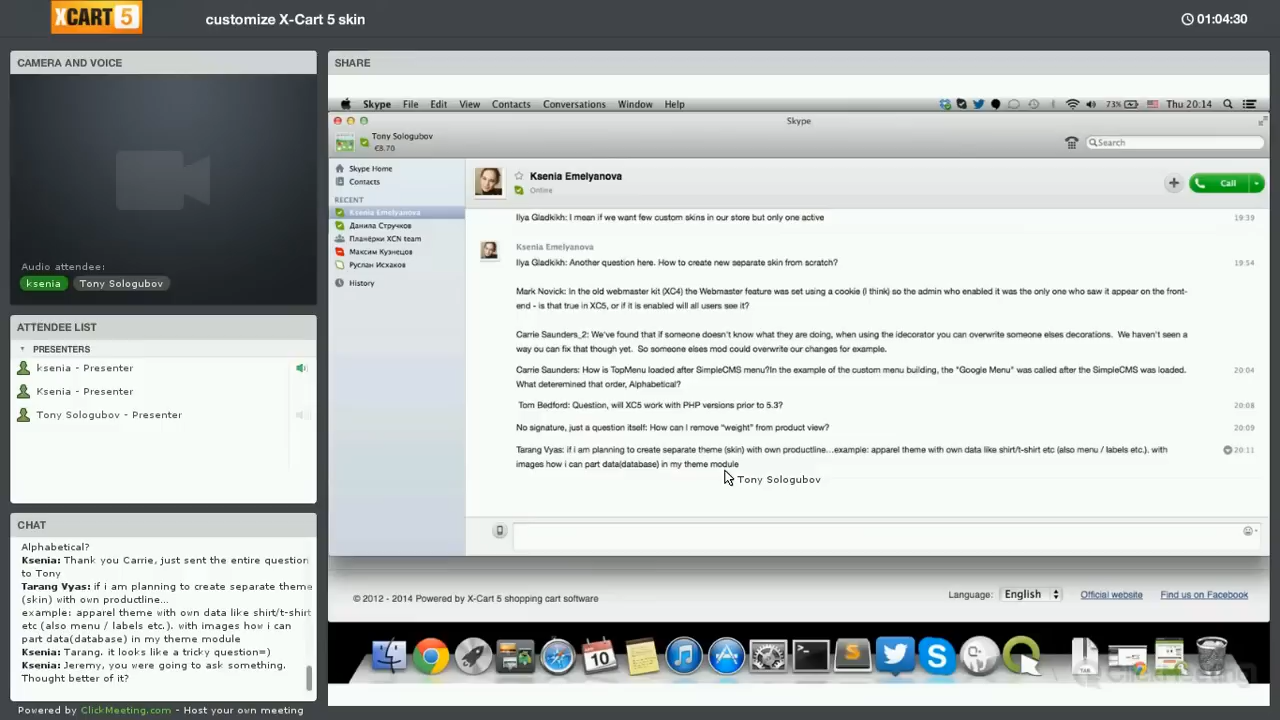 XCART 5
customize X-Cart 5 skin
01:04:30
CAMERA AND VOICE
Audio attendee:
ksenia
Tony Sologubov
ATTENDEE LIST
PRESENTERS
ksenia - Presenter
Ksenia - Presenter
Tony Sologubov - Presenter
CHAT
Alphabetical?
Ksenia: Thank you Carrie, just sent the entire question
to Tony
Tarang Vyas: if i am planning to create separate theme
(skin) with own productline...
example: apparel theme with own data like shirt/t-shirt
etc (also menu / labels etc.). with images how i can
part data(database) in my theme module
Ksenia: Tarang. it looks like a tricky question=)
Ksenia: Jeremy, you were going to ask something.
Thought better of it?
Powered by ClickMeeting.com - Host your own meeting
SHARE
Skype File Edit View Contacts Conversations Window Help
73% Thu 20:14
Skype
Tony Sologubov
€3.70
Search
Skype Home
Contacts
RECENT
Ksenia Emelyanova
Данила Стручков
Планёрки XCN team
Максим Кузнецов
Руслан Исхаков
History
Ksenia Emelyanova
Online
Call
Ilya Gladkikh: I mean if we want few custom skins in our store but only one active 19:39
Ksenia Emelyanova
Ilya Gladkikh: Another question here. How to create new separate skin from scratch? 19:54
Mark Novick: In the old webmaster kit (XC4) the Webmaster feature was set using a cookie (I think) so the admin who enabled it was the only one who saw it appear on the front-
end - is that true in XC5, or if it is enabled will all users see it?
Carrie Saunders_2: We've found that if someone doesn't know what they are doing, when using the idecorator you can overwrite someone elses decorations. We haven't seen a
way ou can fix that though yet. So someone elses mod could overwrite our changes for example.
Carrie Saunders: How is TopMenu loaded after SimpleCMS menu?In the example of the custom menu building, the "Google Menu" was called after the SimpleCMS was loaded. 20:04
What deteremined that order, Alphabetical?
Tom Bedford: Question, will XC5 work with PHP versions prior to 5.3? 20:08
No signature, just a question itself: How can I remove "weight" from product view? 20:09
Tarang Vyas: if i am planning to create separate theme (skin) with own productline...example: apparel theme with own data like shirt/t-shirt etc (also menu / labels etc.). with 20:11
images how i can part data(database) in my theme module
Tony Sologubov
© 2012 - 2014 Powered by X-Cart 5 shopping cart software
Language: English
Official website
Find us on Facebook
10
TAB
ClickMeeting